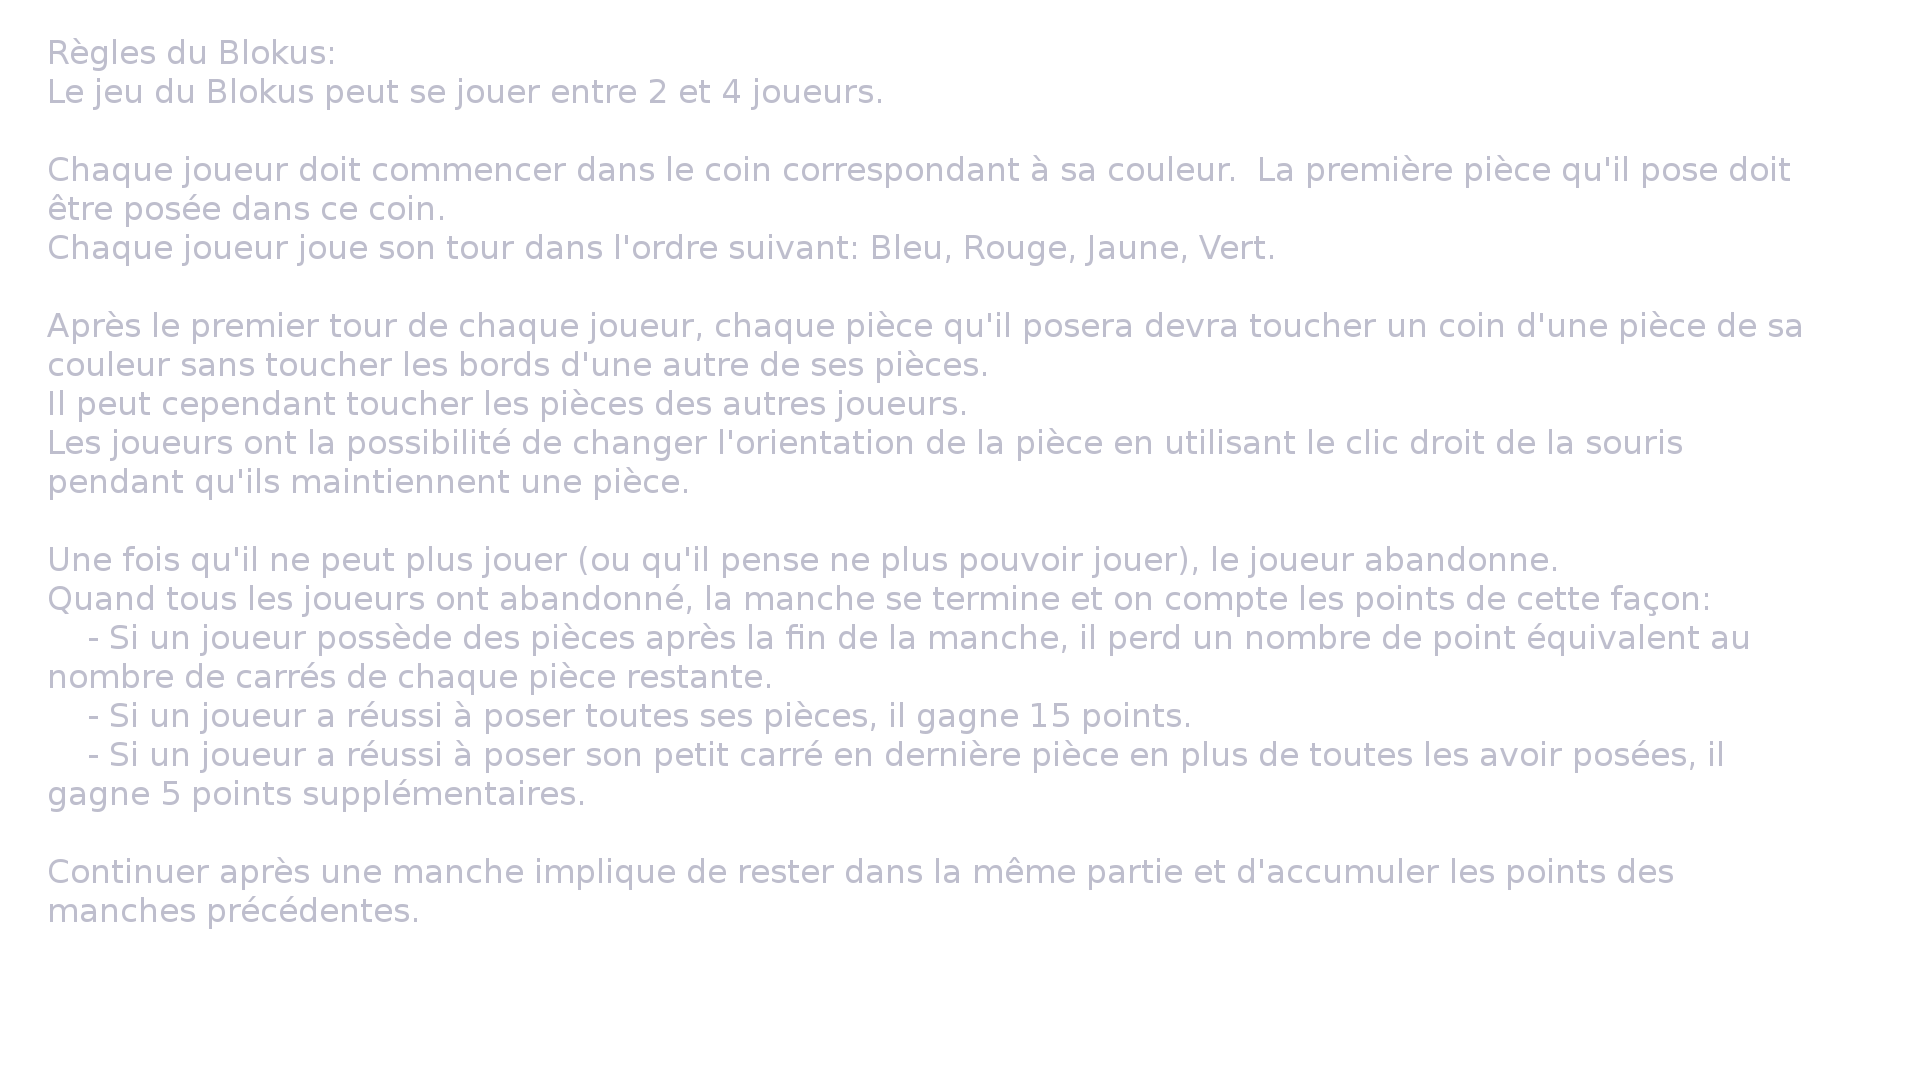 Règles du Blokus:
Le jeu du Blokus peut se jouer entre 2 et 4 joueurs.
Chaque joueur doit commencer dans le coin correspondant à sa couleur.  La première pièce qu'il pose doit
être posée dans ce coin.
Chaque joueur joue son tour dans l'ordre suivant: Bleu, Rouge, Jaune, Vert.
Après le premier tour de chaque joueur, chaque pièce qu'il posera devra toucher un coin d'une pièce de sa
couleur sans toucher les bords d'une autre de ses pièces.
Il peut cependant toucher les pièces des autres joueurs.
Les joueurs ont la possibilité de changer l'orientation de la pièce en utilisant le clic droit de la souris
pendant qu'ils maintiennent une pièce.
Une fois qu'il ne peut plus jouer (ou qu'il pense ne plus pouvoir jouer), le joueur abandonne.
Quand tous les joueurs ont abandonné, la manche se termine et on compte les points de cette façon:
- Si un joueur possède des pièces après la fin de la manche, il perd un nombre de point équivalent au
nombre de carrés de chaque pièce restante.
- Si un joueur a réussi à poser toutes ses pièces, il gagne 15 points.
- Si un joueur a réussi à poser son petit carré en dernière pièce en plus de toutes les avoir posées, il
gagne 5 points supplémentaires.
Continuer après une manche implique de rester dans la même partie et d'accumuler les points des
manches précédentes.